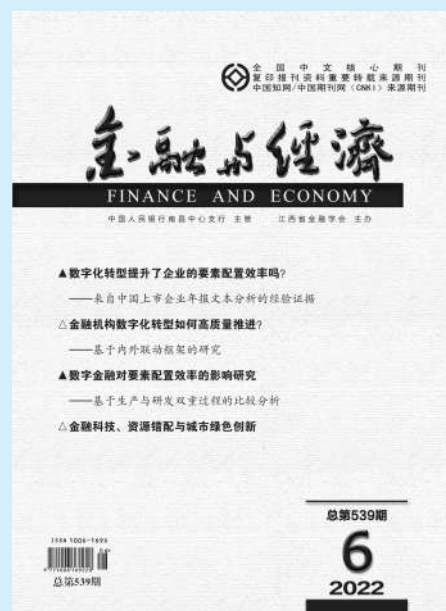 全国中文核心期刊
复印报刊资料重要转载来源期刊
中国知网/中国期刊网（CNKI）来源期刊
金融与經濟
FINANCE AND ECONOMY
中国人民银行南昌中心支行 主管 江西省金融学会 主办
▲数字化转型提升了企业的要素配置效率吗？
——来自中国上市企业年报文本分析的经验证据
△金融机构数字化转型如何高质量推进？
——基于内外联动框架的研究
▲数字金融对要素配置效率的影响研究
——基于生产与研发双重过程的比较分析
△金融科技、资源错配与城市绿色创新
ISSN 1006-169X
总第539期
总第539期
6
2022